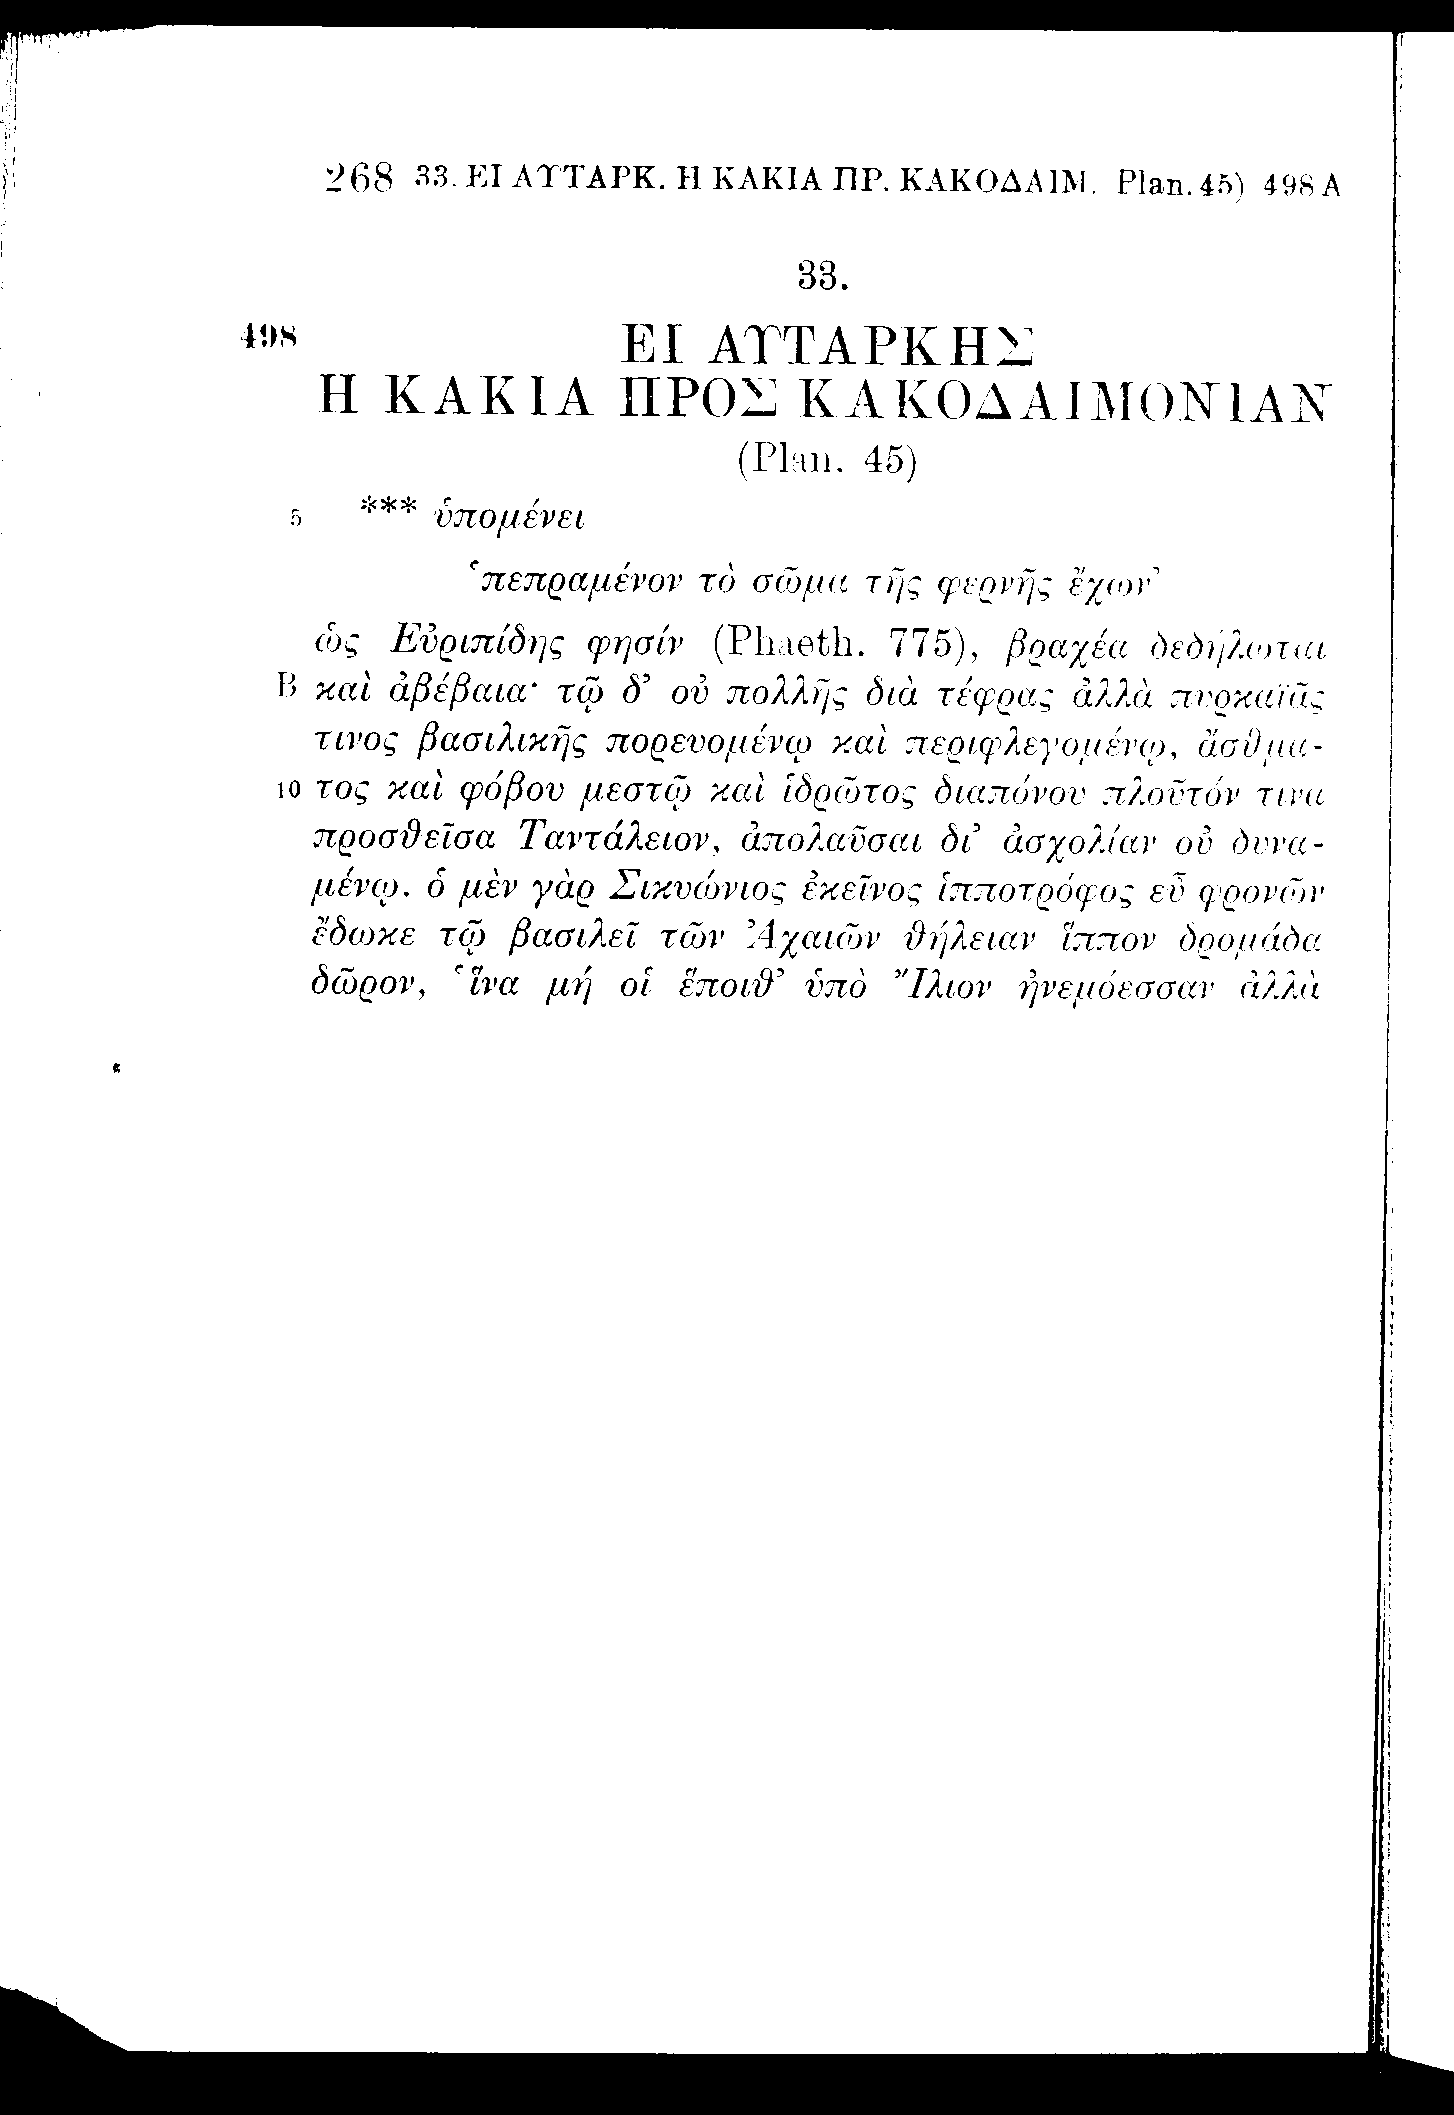 268 33. ΕΙ ΑΥΤΑΡΚ. Η ΚΑΚΙΑ ΠΡ. ΚΑΚΟΔΑΙΜ. Plan. 45) 498 A
33.
498 ΕΙ ΑΥΤΑΡΚΗΣ
Η ΚΑΚΙΑ ΠΡΟΣ ΚΑΚΟΔΑΙΜΟΝΙΑΝ
(Plan. 45)
5 *** ὑπομένει
‘πεπραμένον τὸ σῶμα τῆς φερνῆς ἔχων’
ὡς Εὐριπίδης φησίν (Phaeth. 775), βραχέα δεδήλωται
B καὶ ἀβέβαια· τῷ δ’ οὐ πολλῆς διὰ τέφρας ἀλλὰ πυρκαϊᾶς
τινος βασιλικῆς πορευομένῳ καὶ περιφλεγομένῳ, ἄσθμα-
10 τος καὶ φόβου μεστῷ καὶ ἱδρῶτος διαπόνου πλοῦτόν τινα
προσθεῖσα Ταντάλειον, ἀπολαῦσαι δι’ ἀσχολίαν οὐ δυνα-
μένῳ. ὁ μὲν γὰρ Σικυώνιος ἐκεῖνος ἱπποτρόφος εὖ φρονῶν
ἔδωκε τῷ βασιλεῖ τῶν Ἀχαιῶν θήλειαν ἵππον δρομάδα
δῶρον, ‘ἵνα μή οἱ ἕποιθ’ ὑπὸ Ἴλιον ἠνεμόεσσαν ἀλλὰ